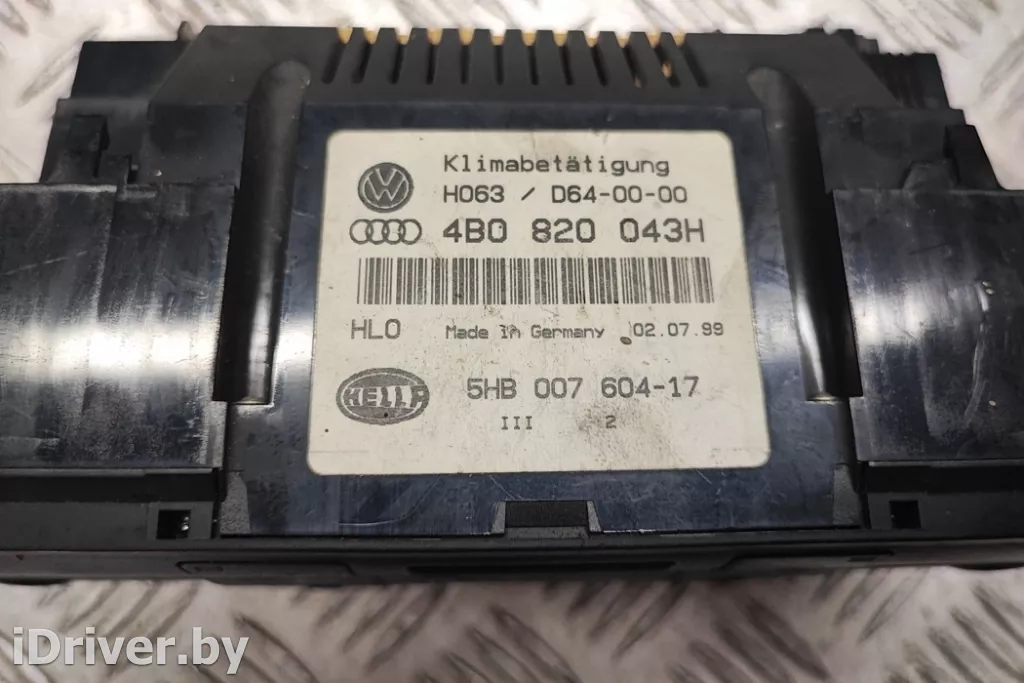 Klimabetätigung
H063 / D64-00-00
4B0 820 043H
HLO Made in Germany 02.07.99
HELLA 5HB 007 604-17
III 2
iDriver.by